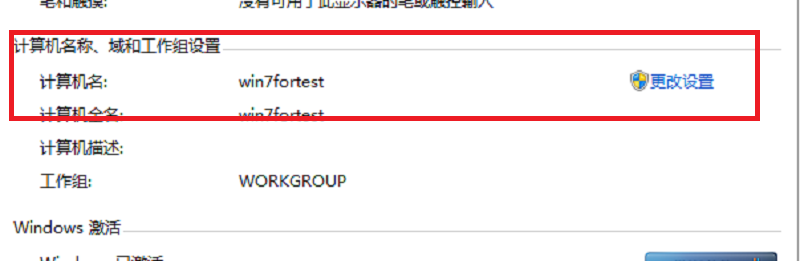 笔和触摸: 没有可用于此显示器的笔或触控输入
计算机名称、域和工作组设置
计算机名: win7fortest 更改设置
计算机全名: win7fortest
计算机描述:
工作组: WORKGROUP
Windows 激活
Windows 已激活